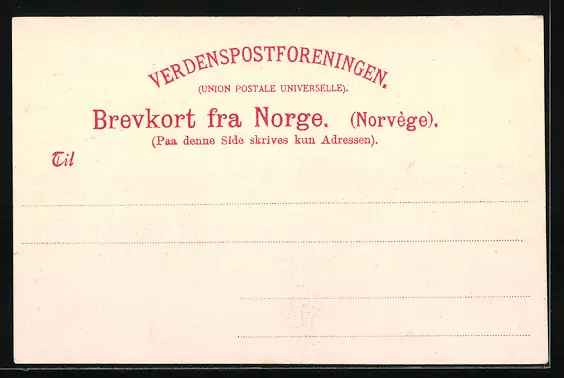 VERDENSPOSTFORENINGEN.
(UNION POSTALE UNIVERSELLE).
Brevkort fra Norge. (Norvège).
(Paa denne Side skrives kun Adressen).
Til